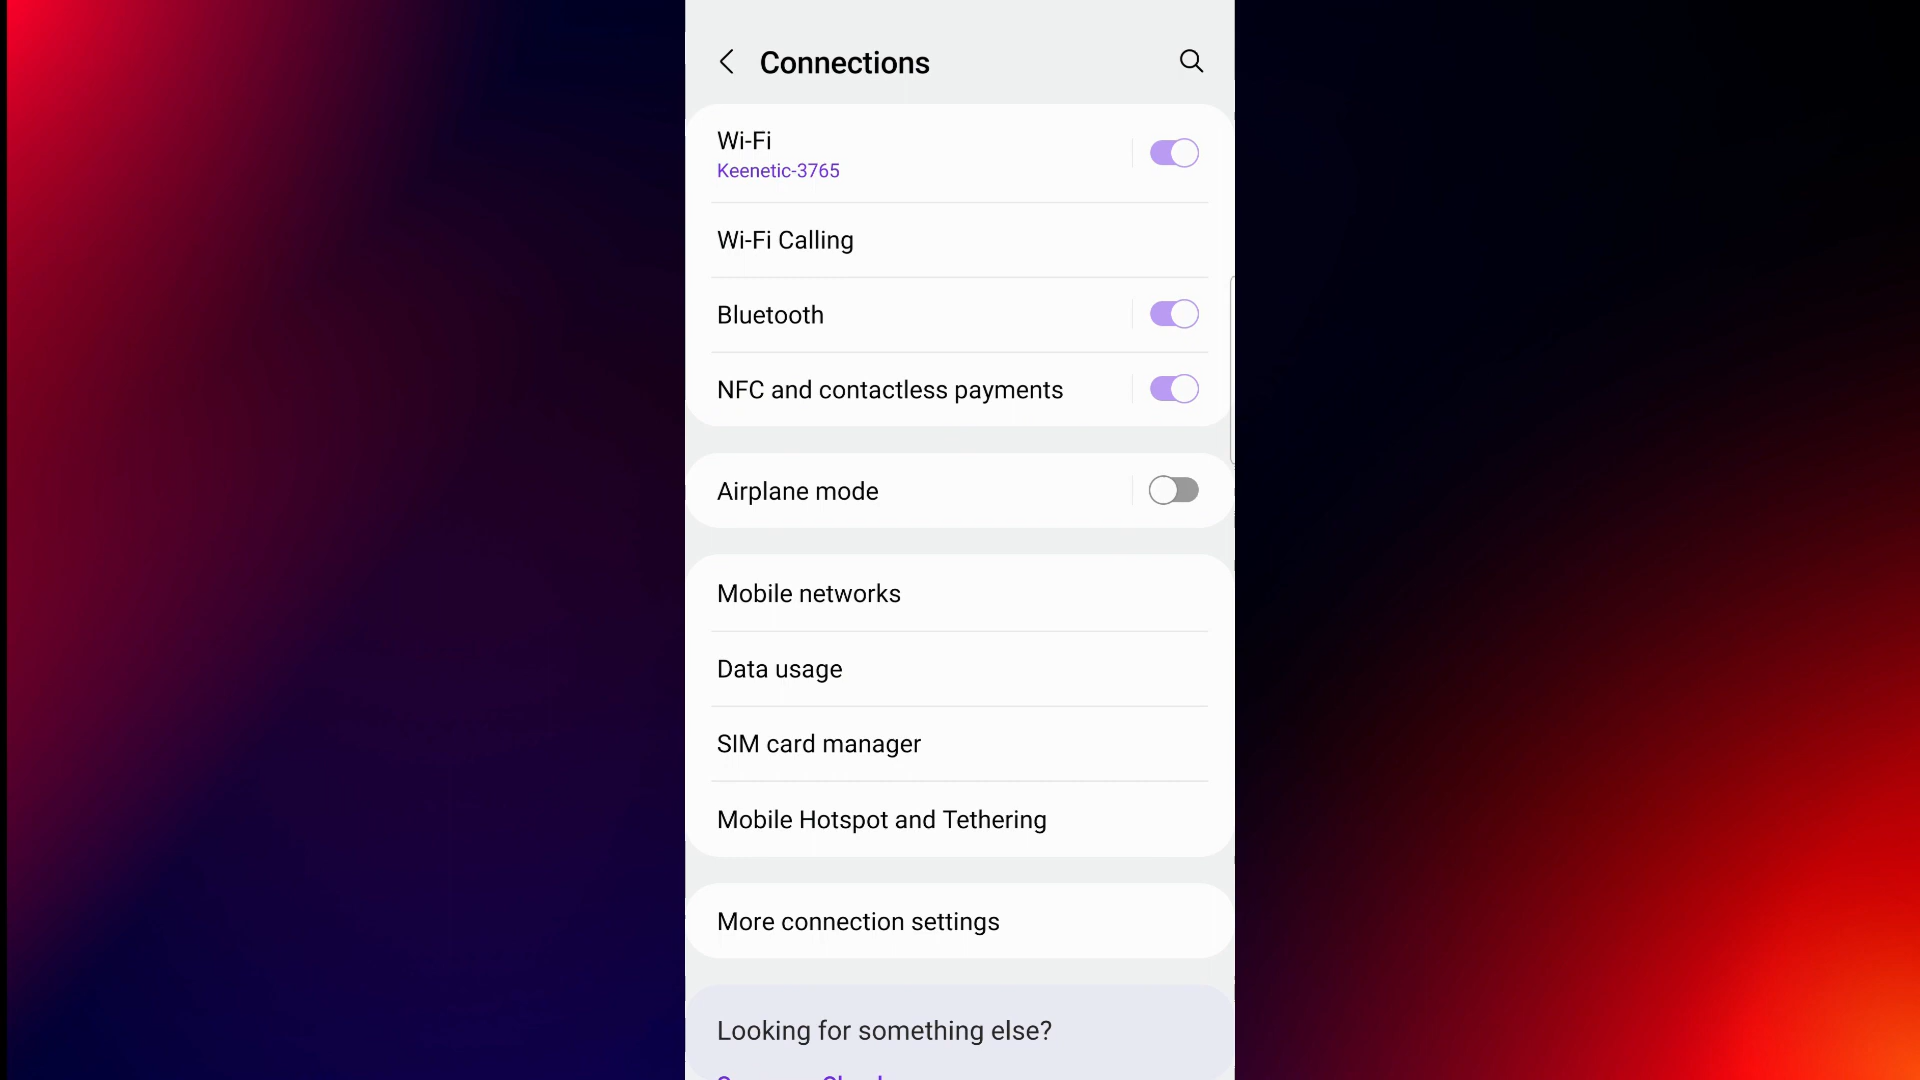 Connections
Wi-Fi
Keenetic-3765
Wi-Fi Calling
Bluetooth
NFC and contactless payments
Airplane mode
Mobile networks
Data usage
SIM card manager
Mobile Hotspot and Tethering
More connection settings
Looking for something else?